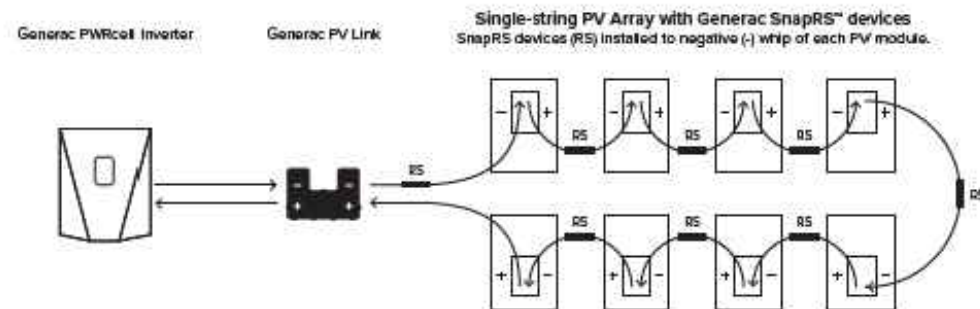 Single-string PV Array with Generac SnapRS™ devices
Generac PWRcell Inverter
Generac PV Link
SnapRS devices (RS) installed to negative (-) whip of each PV module.
- + - + - + - +
RS RS RS
RS
RS
- -
+ +
RS RS RS
+ - + - + - + -